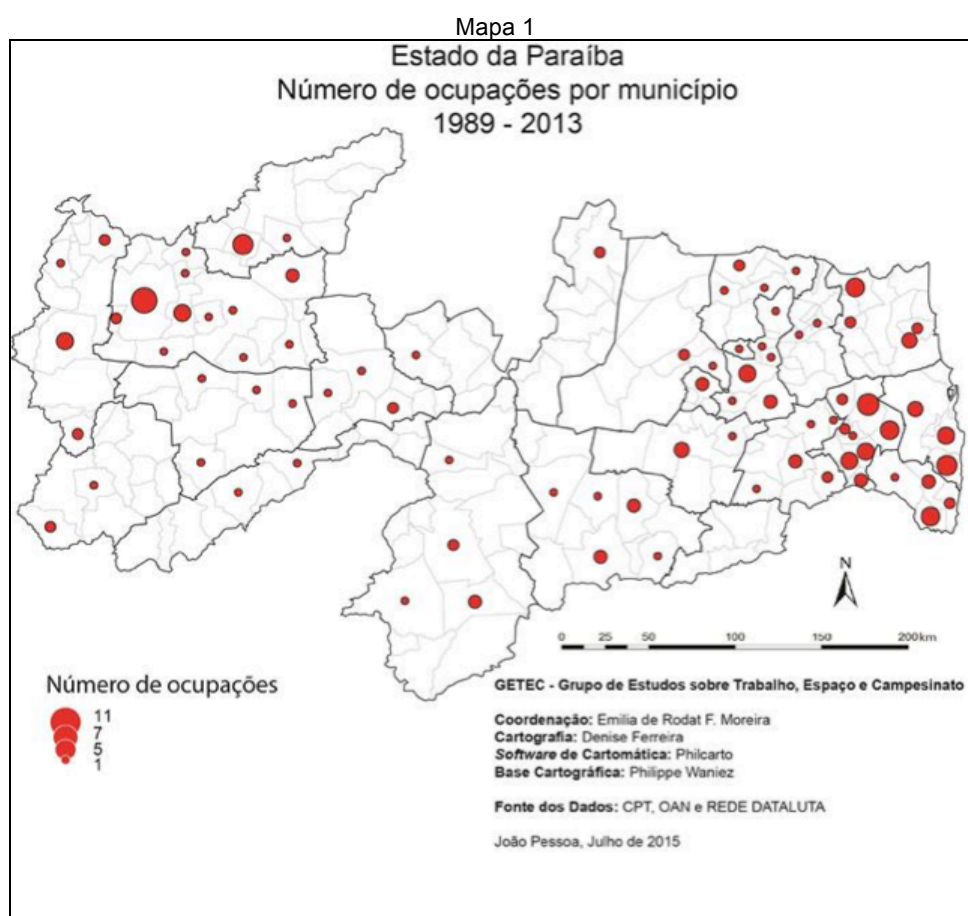 Mapa 1
Estado da Paraíba
Número de ocupações por município
1989 - 2013
N
0 25 50 100 150 200 km
Número de ocupações
11
7
5
1
GETEC - Grupo de Estudos sobre Trabalho, Espaço e Campesinato
Coordenação: Emilia de Rodat F. Moreira
Cartografia: Denise Ferreira
Software de Cartomática: Philcarto
Base Cartográfica: Philippe Waniez
Fonte dos Dados: CPT, OAN e REDE DATALUTA
João Pessoa, Julho de 2015